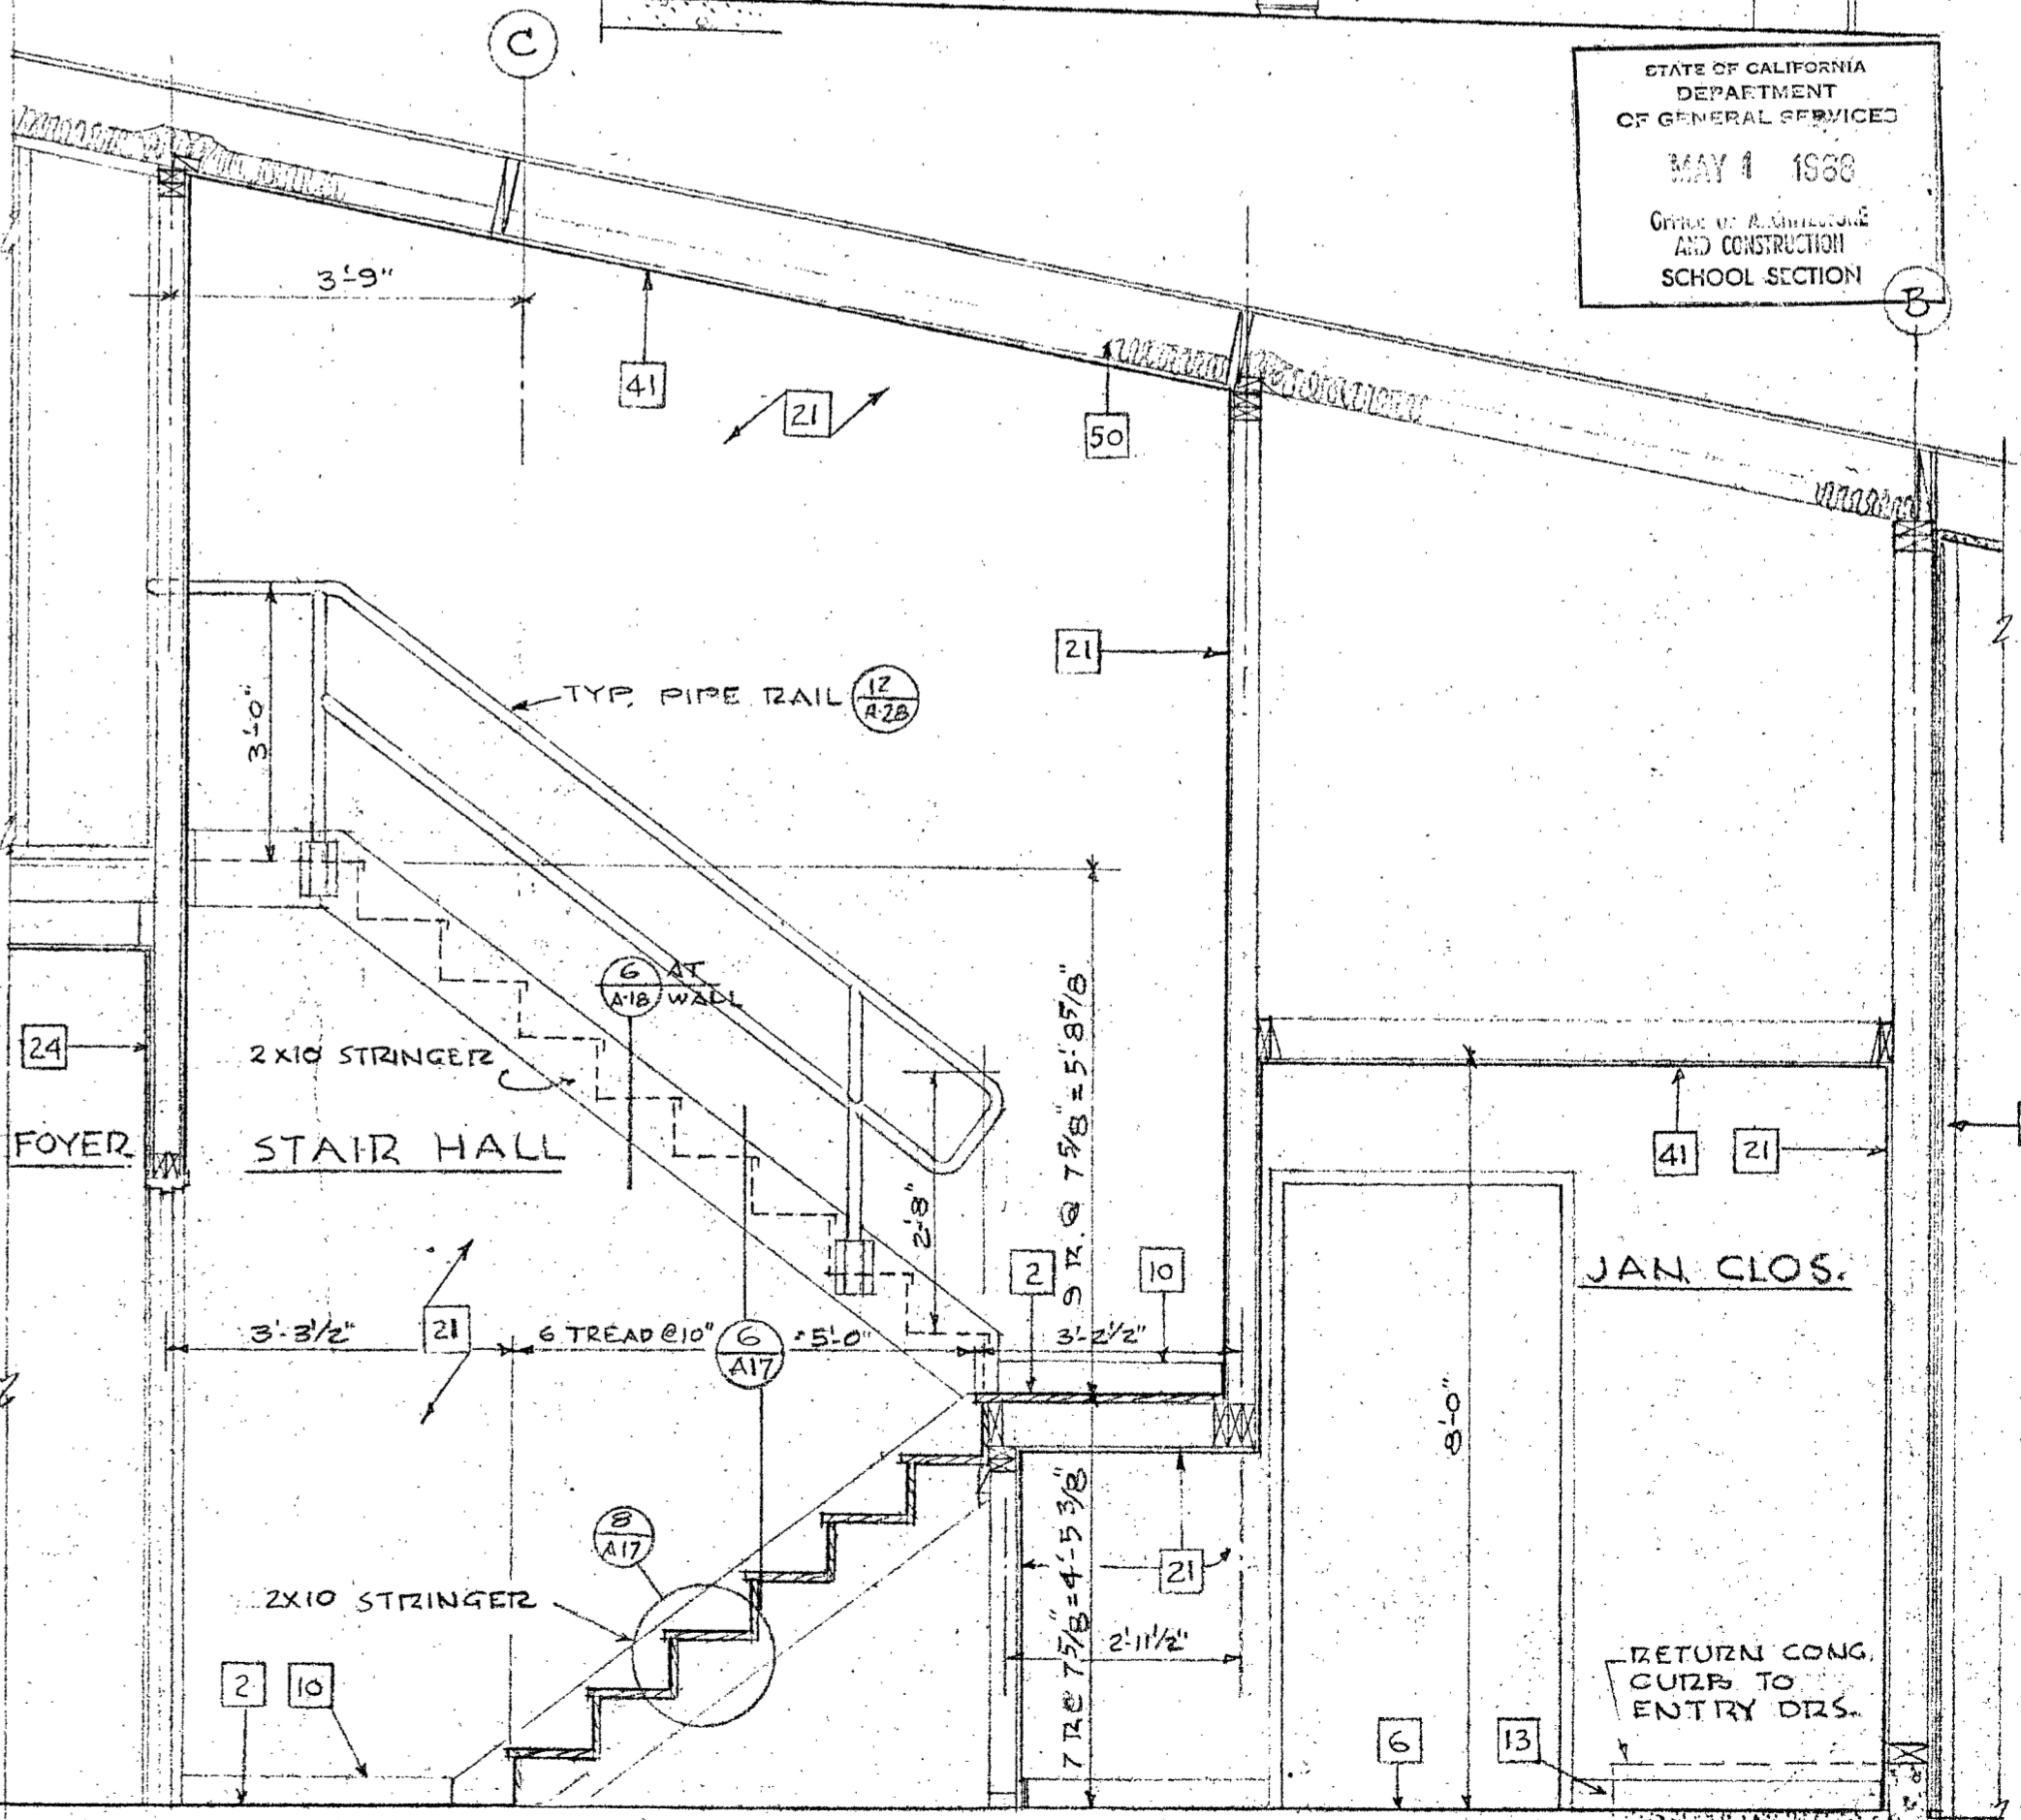 C
STATE OF CALIFORNIA
DEPARTMENT
OF GENERAL SERVICES
MAY 1 1968
OFFICE OF ARCHITECTURE
AND CONSTRUCTION
SCHOOL SECTION
B
3'-9"
41
21
50
21
TYP. PIPE RAIL 12
A-28
3'-0"
6 AT
A-18 WALL
24
2X10 STRINGER
9 R. @ 7 5/8" = 5'-8 5/8"
FOYER
STAIR HALL
41
21
2'-8"
2
10
JAN. CLOS.
3'-3 1/2"
21
6 TREAD @10" = 5'-0"
6
A17
3'-2 1/2"
8'-0"
8
A17
21
2X10 STRINGER
7 R @ 7 5/8" = 4'-5 3/8"
2'-11 1/2"
RETURN CONC.
CURB TO
ENTRY DRS.
2
10
6
13